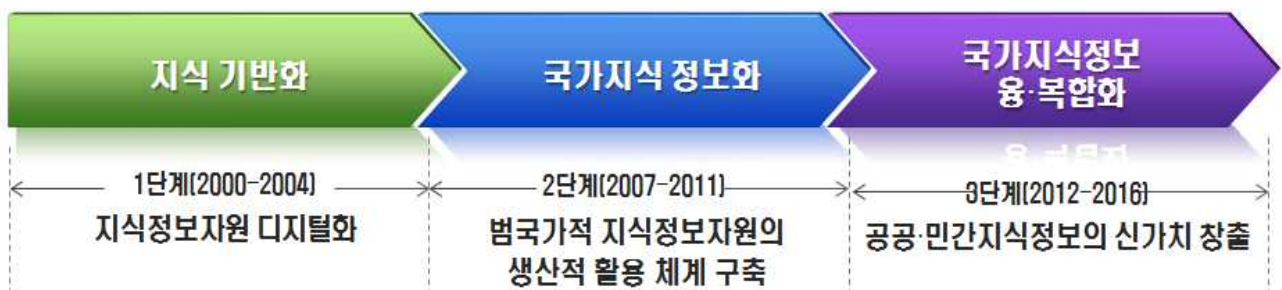 지식 기반화
국가지식 정보화
국가지식정보
융·복합화
1단계(2000-2004)
지식정보자원 디지털화
2단계(2007-2011)
범국가적 지식정보자원의
생산적 활용 체계 구축
3단계(2012-2016)
공공·민간지식정보의 신가치 창출